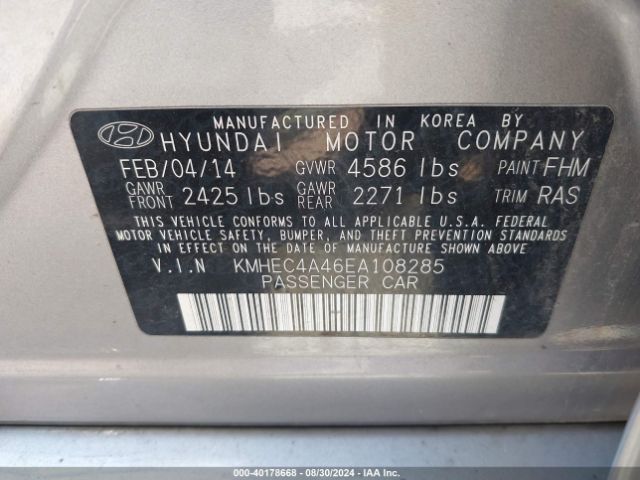 MANUFACTURED IN KOREA BY
HYUNDAI MOTOR COMPANY
FEB/04/14 GVWR 4586 lbs PAINT FHM
GAWR FRONT 2425 lbs GAWR REAR 2271 lbs TRIM RAS
THIS VEHICLE CONFORMS TO ALL APPLICABLE U.S.A. FEDERAL
MOTOR VEHICLE SAFETY, BUMPER, AND THEFT PREVENTION STANDARDS
IN EFFECT ON THE DATE OF MANUFACTURE SHOWN ABOVE.
V.I.N KMHEC4A46EA108285
PASSENGER CAR
000-40178668 - 08/30/2024 - IAA Inc.